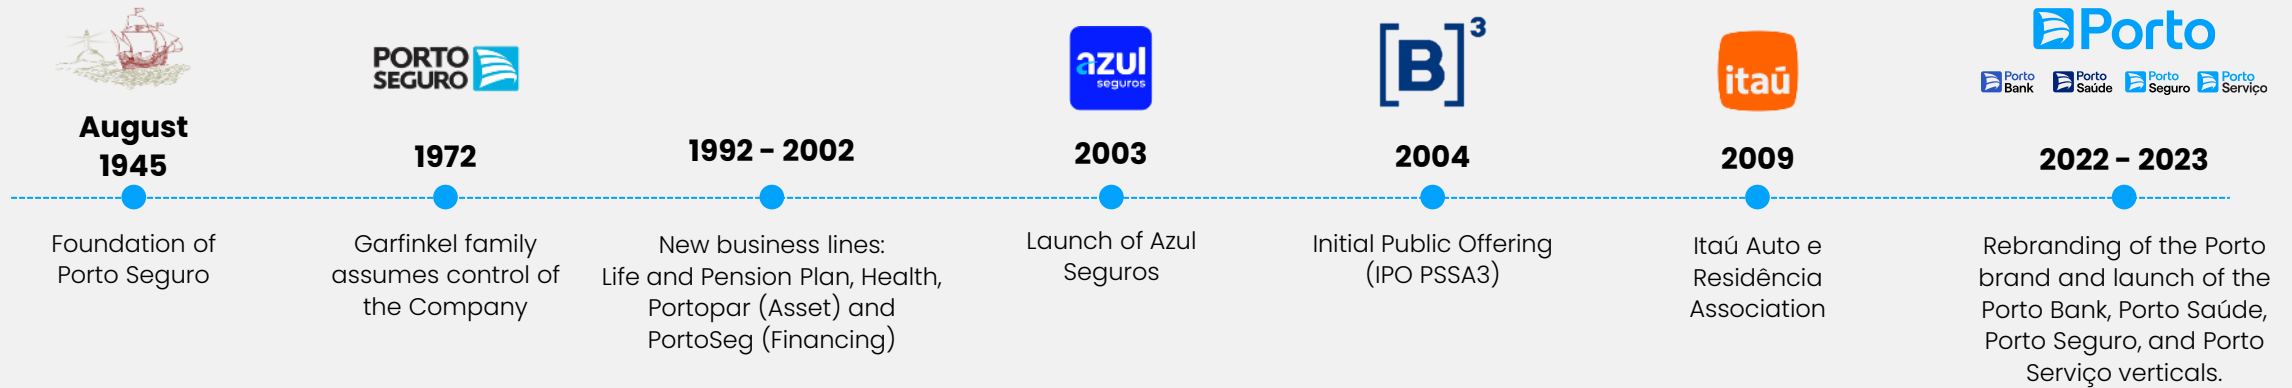 PORTO
SEGURO
azul
seguros
[B]³
itaú
Porto
Porto
Bank
Porto
Saúde
Porto
Seguro
Porto
Serviço
August
1945
1972
1992 - 2002
2003
2004
2009
2022 - 2023
Foundation of
Porto Seguro
Garfinkel family
assumes control of
the Company
New business lines:
Life and Pension Plan, Health,
Portopar (Asset) and
PortoSeg (Financing)
Launch of Azul
Seguros
Initial Public Offering
(IPO PSSA3)
Itaú Auto e
Residência
Association
Rebranding of the Porto
brand and launch of the
Porto Bank, Porto Saúde,
Porto Seguro, and Porto
Serviço verticals.